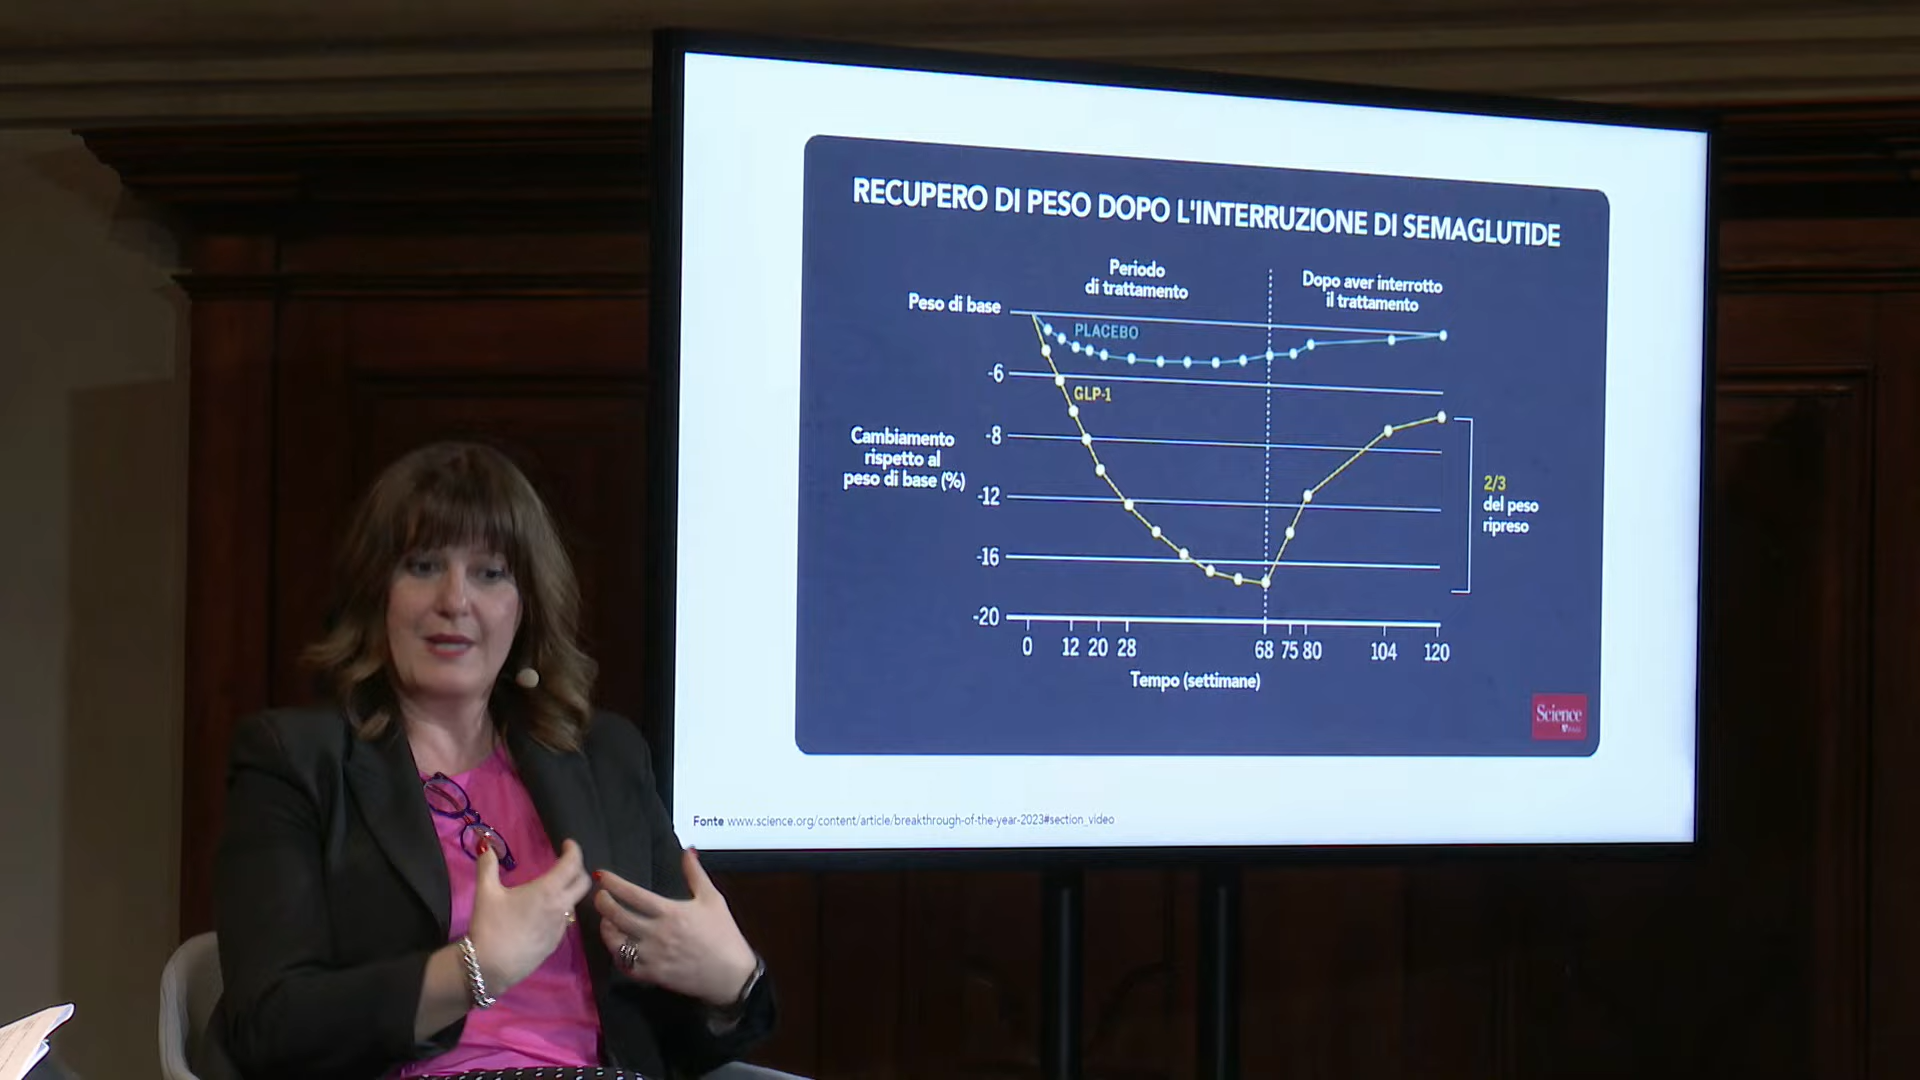 RECUPERO DI PESO DOPO L'INTERRUZIONE DI SEMAGLUTIDE
Periodo
di trattamento
Dopo aver interrotto
il trattamento
Peso di base
PLACEBO
-6
GLP-1
-8
Cambiamento
rispetto al
peso di base (%)
-12
2/3
del peso
ripreso
-16
-20
0 12 20 28 68 75 80 104 120
Tempo (settimane)
Science
Fonte www.science.org/content/article/breakthrough-of-the-year-2023#section_video